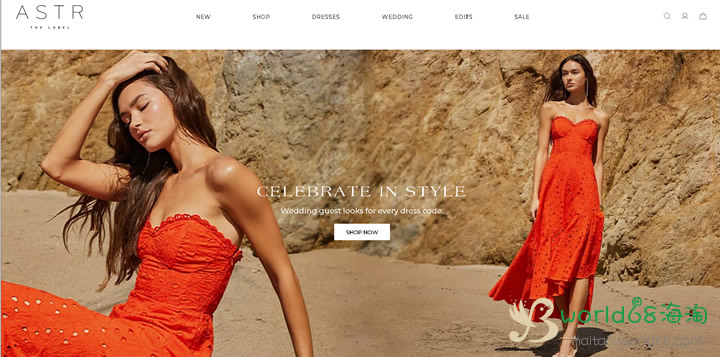 ASTR
THE LABEL
NEW
SHOP
DRESSES
WEDDING
EDITS
SALE
CELEBRATE IN STYLE
Wedding guest looks for every dress code.
SHOP NOW
world68海淘